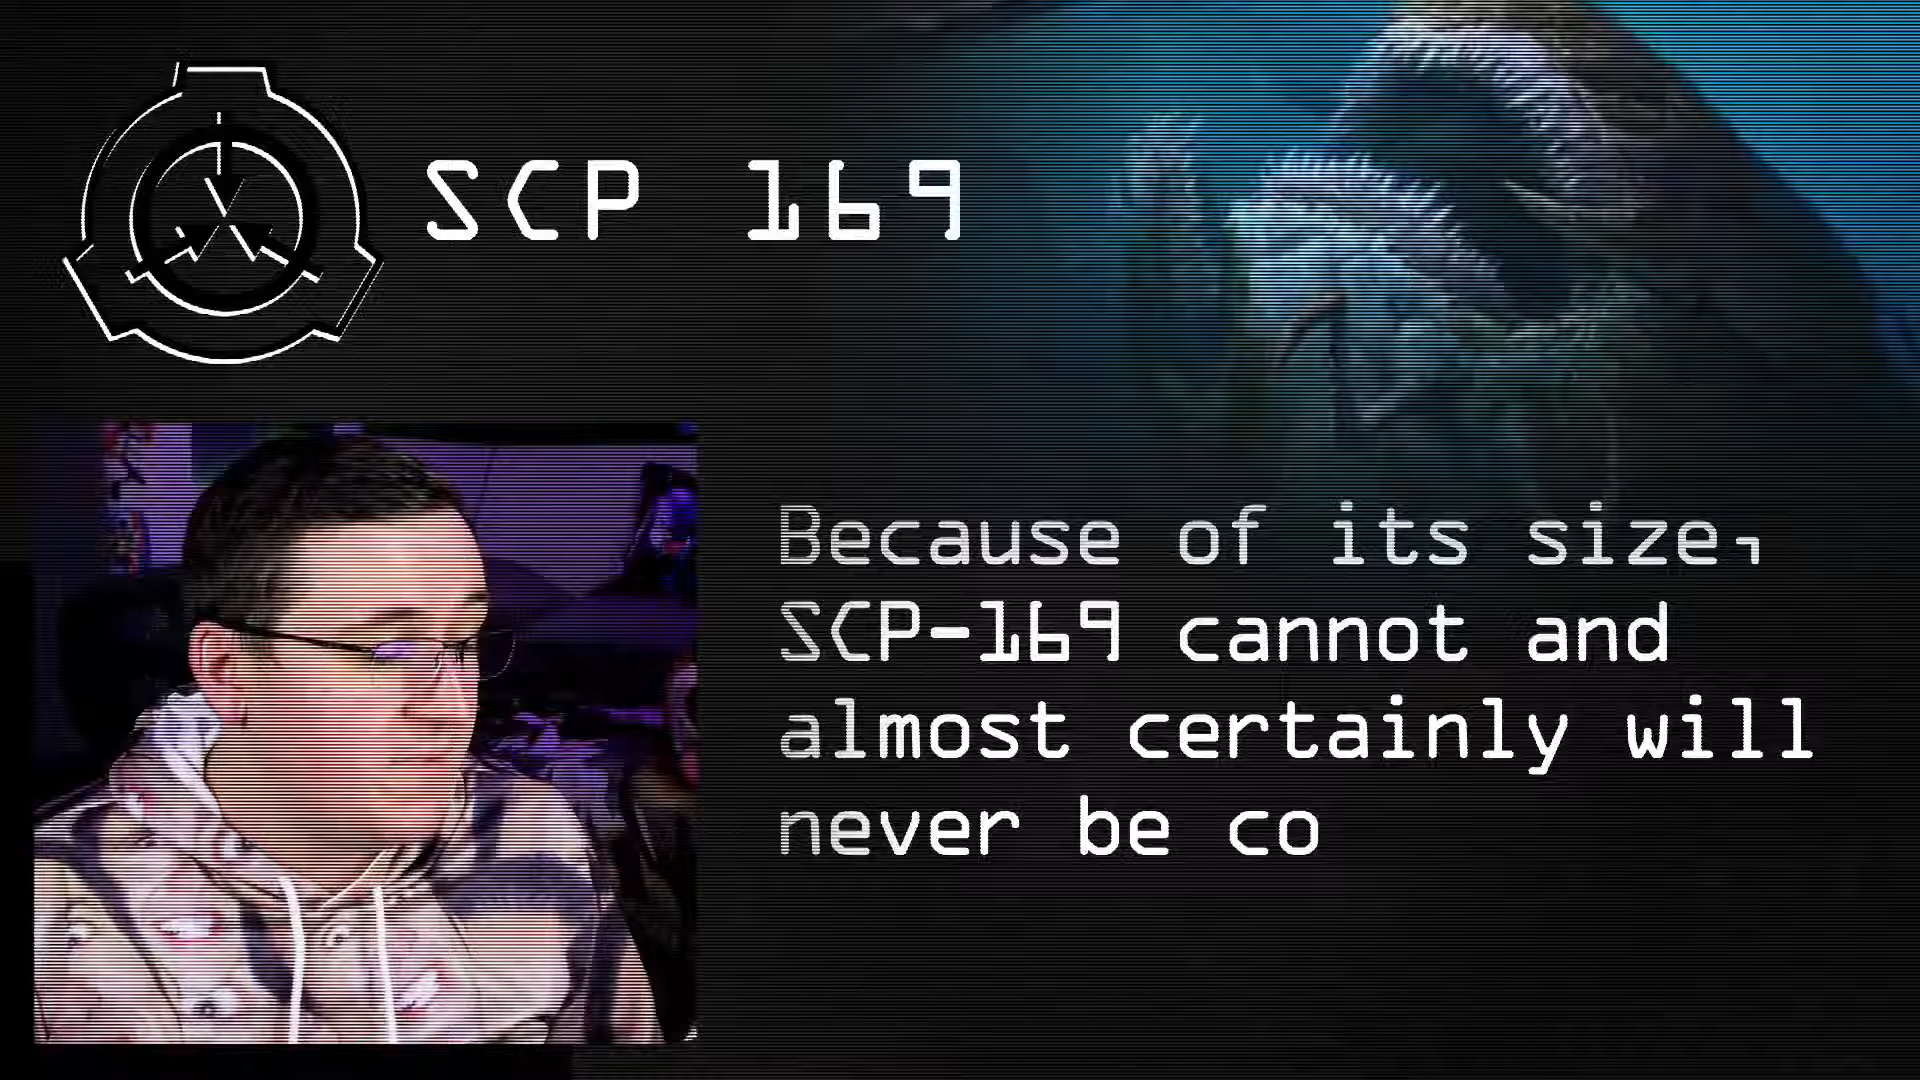 SCP 169
Because of its size,
SCP-169 cannot and
almost certainly will
never be co